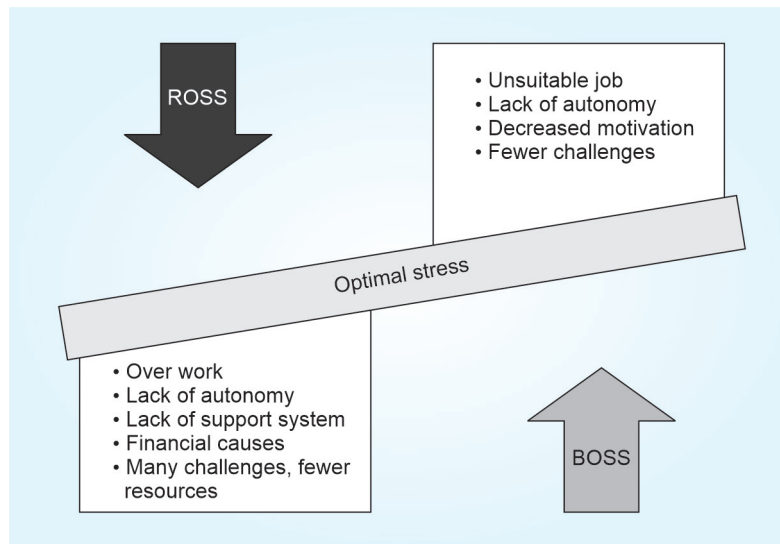 ROSS
• Unsuitable job
• Lack of autonomy
• Decreased motivation
• Fewer challenges
Optimal stress
• Over work
• Lack of autonomy
• Lack of support system
• Financial causes
• Many challenges, fewer
resources
BOSS